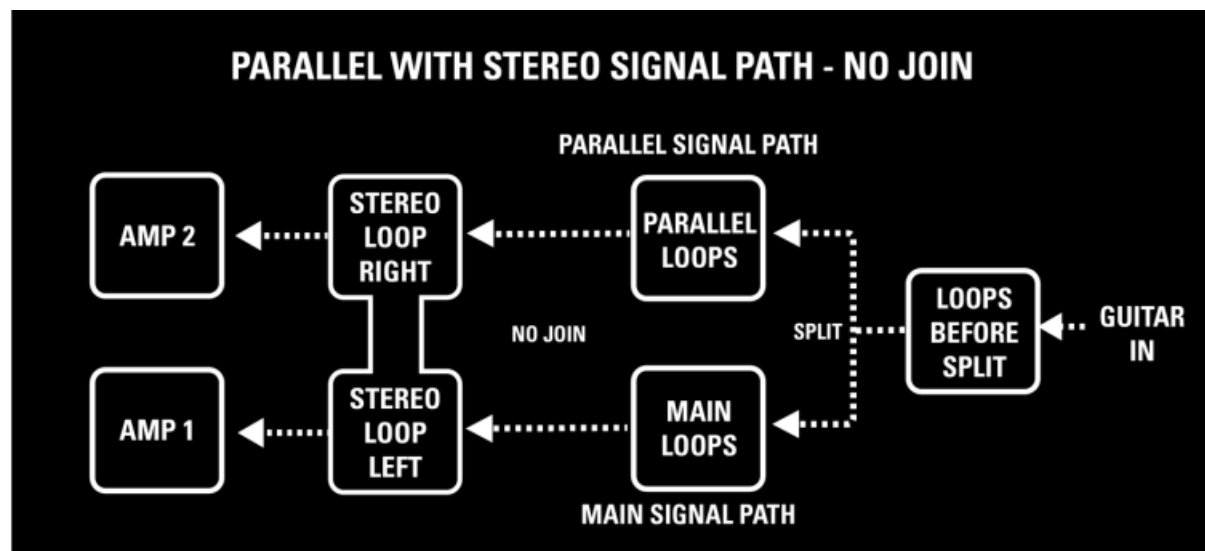 PARALLEL WITH STEREO SIGNAL PATH - NO JOIN
PARALLEL SIGNAL PATH
AMP 2
STEREO
LOOP
RIGHT
PARALLEL
LOOPS
LOOPS
BEFORE
SPLIT
GUITAR
IN
NO JOIN
SPLIT
AMP 1
STEREO
LOOP
LEFT
MAIN
LOOPS
MAIN SIGNAL PATH